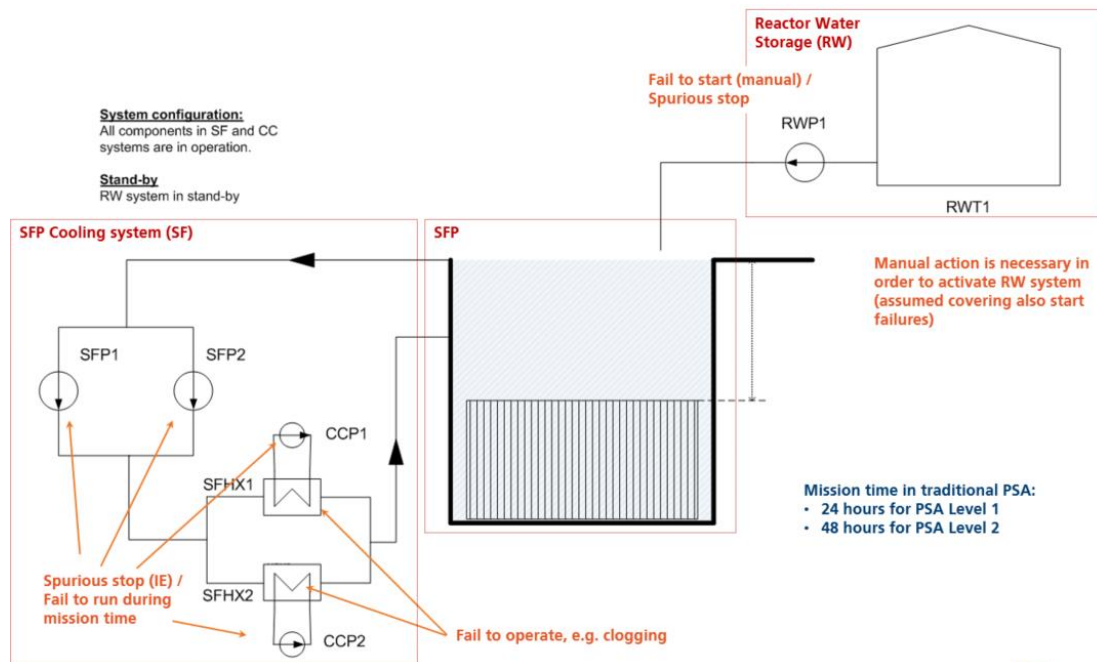 Reactor Water
Storage (RW)
Fail to start (manual) /
Spurious stop
RWP1
RWT1
System configuration:
All components in SF and CC
systems are in operation.
Stand-by
RW system in stand-by
SFP Cooling system (SF)
SFP
Manual action is necessary in
order to activate RW system
(assumed covering also start
failures)
SFP1
SFP2
CCP1
SFHX1
SFHX2
CCP2
Spurious stop (IE) /
Fail to run during
mission time
Fail to operate, e.g. clogging
Mission time in traditional PSA:
• 24 hours for PSA Level 1
• 48 hours for PSA Level 2